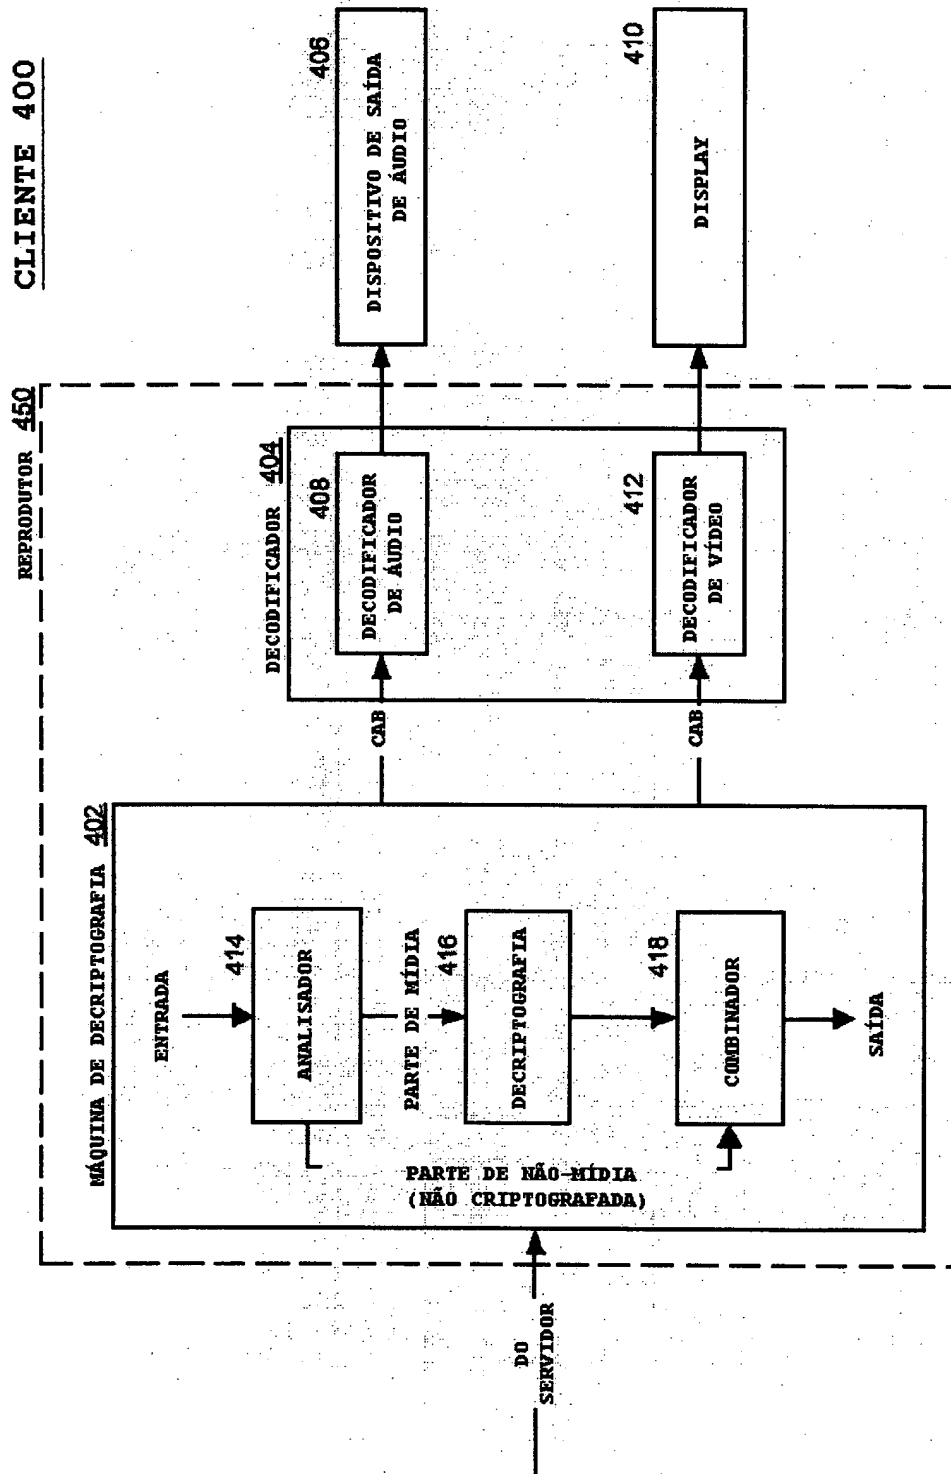 CLIENTE 400
REPRODUTOR 450
MÁQUINA DE DECRIPTOGRAFIA 402
ENTRADA
414
ANALISADOR
PARTE DE MÍDIA
416
DECRIPTOGRAFIA
418
COMBINADOR
SAÍDA
PARTE DE NÃO-MÍDIA
(NÃO CRIPTOGRAFADA)
DO
SERVIDOR
CAB
CAB
DECODIFICADOR 404
408
DECODIFICADOR
DE ÁUDIO
412
DECODIFICADOR
DE VÍDEO
406
DISPOSITIVO DE SAÍDA
DE ÁUDIO
410
DISPLAY